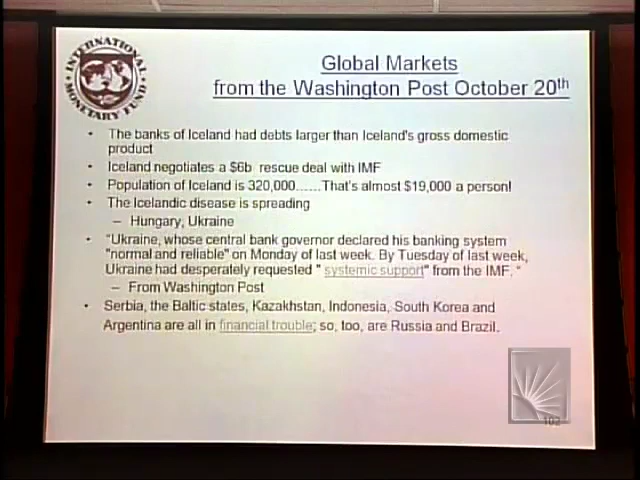 INTERNATIONAL
MONETARY FUND
Global Markets
from the Washington Post October 20th
• The banks of Iceland had debts larger than Iceland's gross domestic
product
• Iceland negotiates a $6b rescue deal with IMF
• Population of Iceland is 320,000......That's almost $19,000 a person!
• The Icelandic disease is spreading
– Hungary, Ukraine
• "Ukraine, whose central bank governor declared his banking system
"normal and reliable" on Monday of last week. By Tuesday of last week,
Ukraine had desperately requested " systemic support" from the IMF. "
– From Washington Post
• Serbia, the Baltic states, Kazakhstan, Indonesia, South Korea and
Argentina are all in financial trouble; so, too, are Russia and Brazil.
102